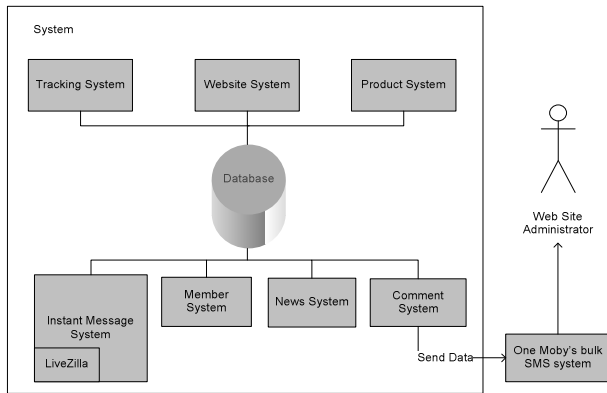 System
Tracking System
Website System
Product System
Database
Web Site
Administrator
Instant Message
System
LiveZilla
Member
System
News System
Comment
System
Send Data
One Moby's bulk
SMS system